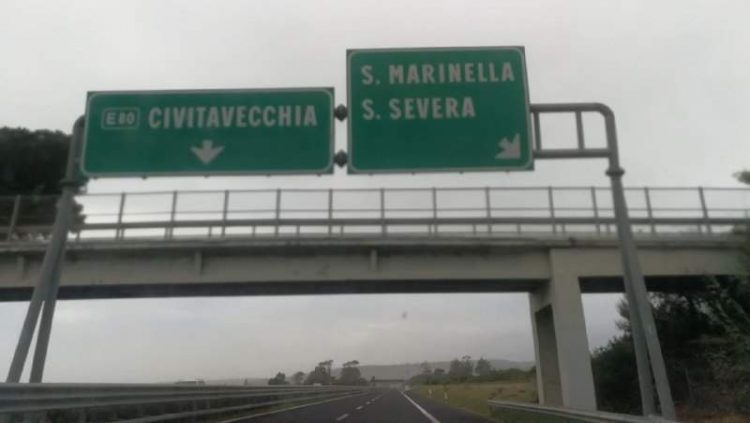 E80 CIVITAVECCHIA
S. MARINELLA
S. SEVERA